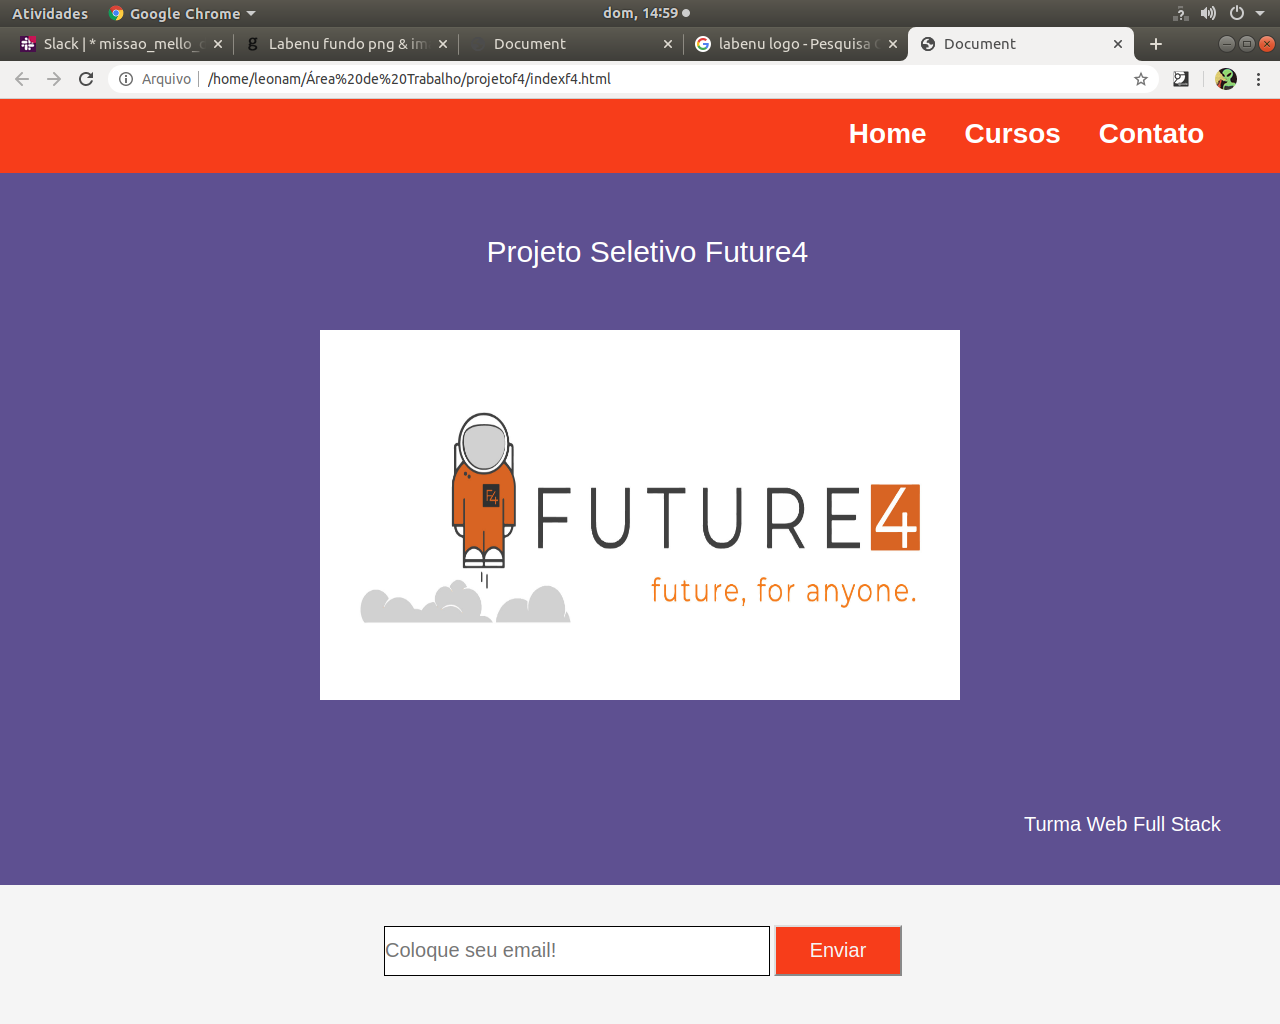 Atividades Google Chrome dom, 14:59
Slack | * missao_mello_ Labenu fundo png & im Document labenu logo - Pesquisa Document
Arquivo /home/leonam/Área%20de%20Trabalho/projetof4/indexf4.html
Home Cursos Contato
Projeto Seletivo Future4
F4
FUTURE4
future, for anyone.
Turma Web Full Stack
Coloque seu email! Enviar